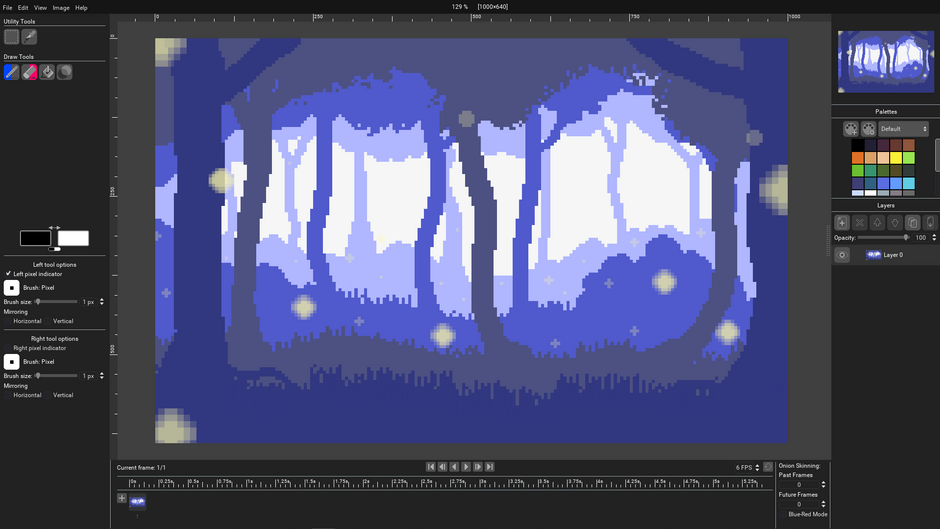 File Edit View Image Help
129 % [1000×640]
Utility Tools
Draw Tools
Left tool options
Left pixel indicator
Brush: Pixel
Brush size: 1 px
Mirroring
Horizontal Vertical
Right tool options
Right pixel indicator
Brush: Pixel
Brush size: 1 px
Mirroring
Horizontal Vertical
0 250 500 750 1000
0
250
500
Palettes
Default
Layers
Opacity: 100
Layer 0
Current frame: 1/1
6 FPS
0s 0.25s 0.5s 0.75s 1s 1.25s 1.5s 1.75s 2s 2.25s 2.5s 2.75s 3s 3.25s 3.5s 3.75s 4s 4.25s 4.5s 4.75s 5s 5.25s
1
Onion Skinning:
Past Frames
0
Future Frames
0
Blue-Red Mode